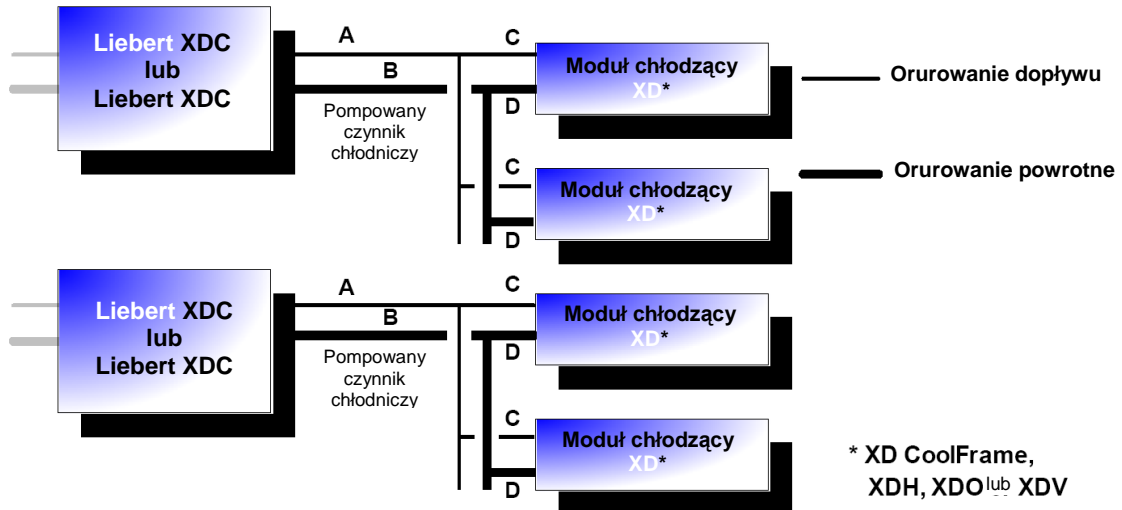 Liebert XDC
lub
Liebert XDC
A
B
Pompowany
czynnik
chłodniczy
C
D
Moduł chłodzący
XD*
C
D
Moduł chłodzący
XD*
Orurowanie dopływu
Orurowanie powrotne
Liebert XDC
lub
Liebert XDC
A
B
Pompowany
czynnik
chłodniczy
C
D
Moduł chłodzący
XD*
C
D
Moduł chłodzący
XD*
* XD CoolFrame,
XDH, XDO lub XDV